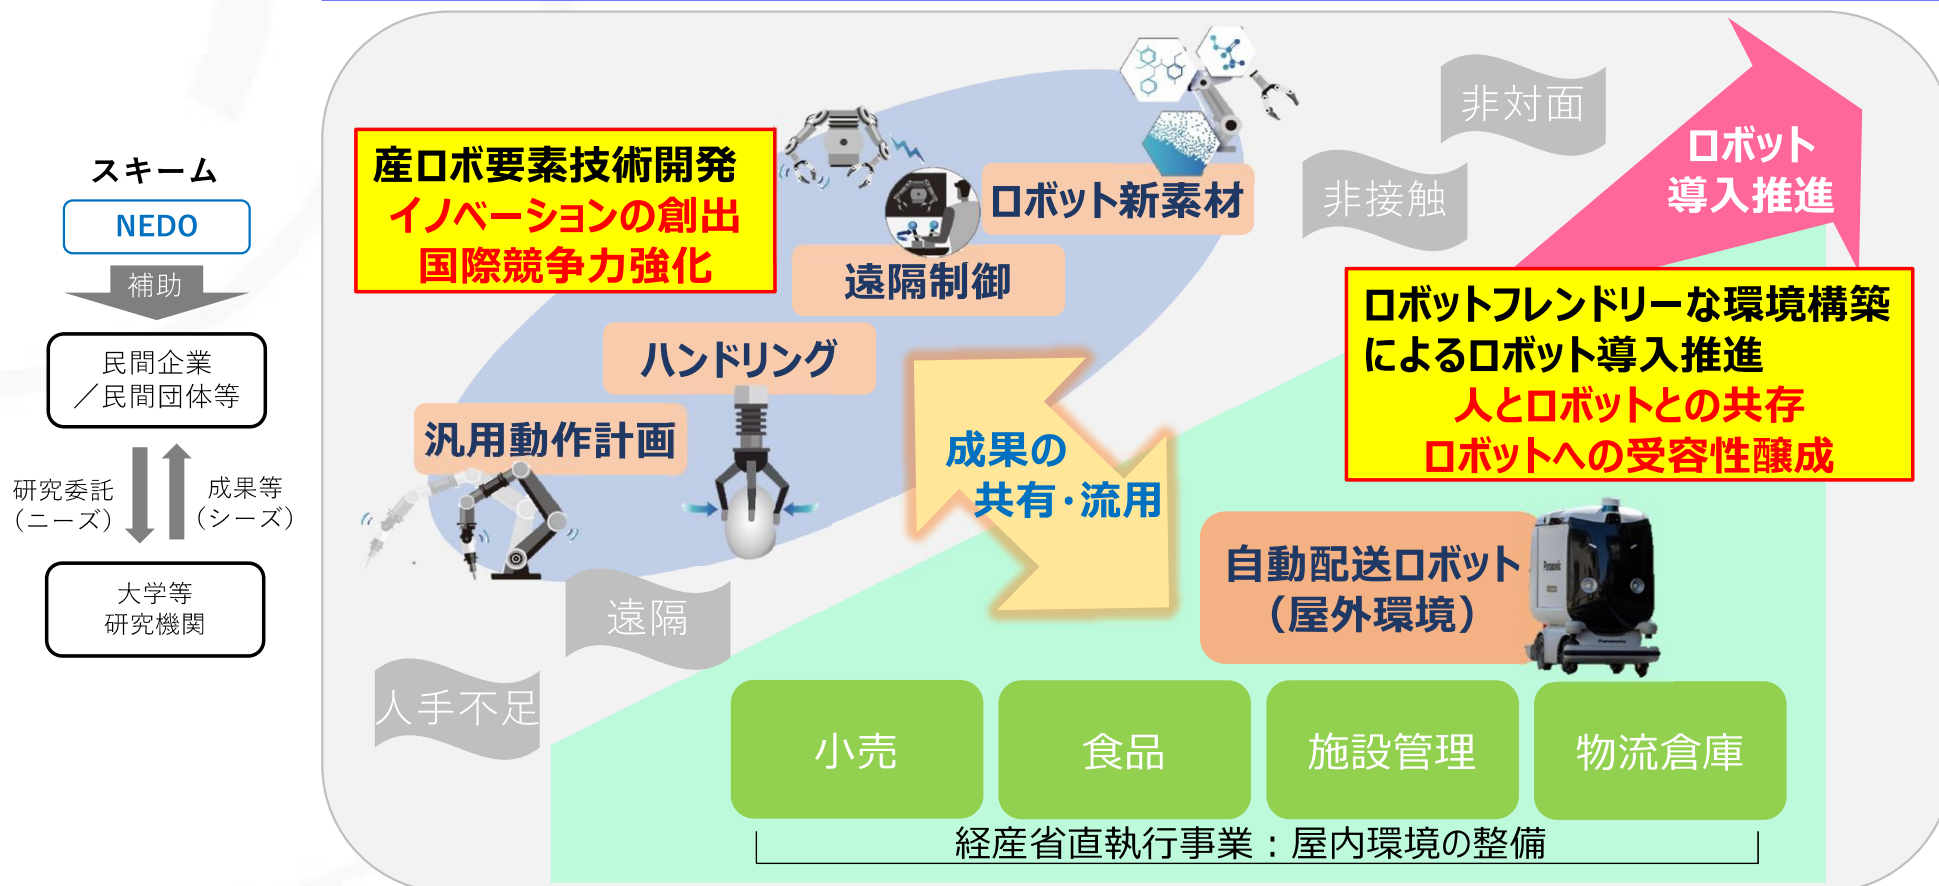 スキーム
NEDO
補助
民間企業
／民間団体等
研究委託
（ニーズ）
成果等
（シーズ）
大学等
研究機関
産ロボ要素技術開発
イノベーションの創出
国際競争力強化
ロボット新素材
遠隔制御
ハンドリング
汎用動作計画
非対面
非接触
遠隔
人手不足
ロボット
導入推進
ロボットフレンドリーな環境構築
によるロボット導入推進
人とロボットとの共存
ロボットへの受容性醸成
成果の
共有・流用
自動配送ロボット
（屋外環境）
Panasonic
Panasonic
小売
食品
施設管理
物流倉庫
経産省直執行事業：屋内環境の整備